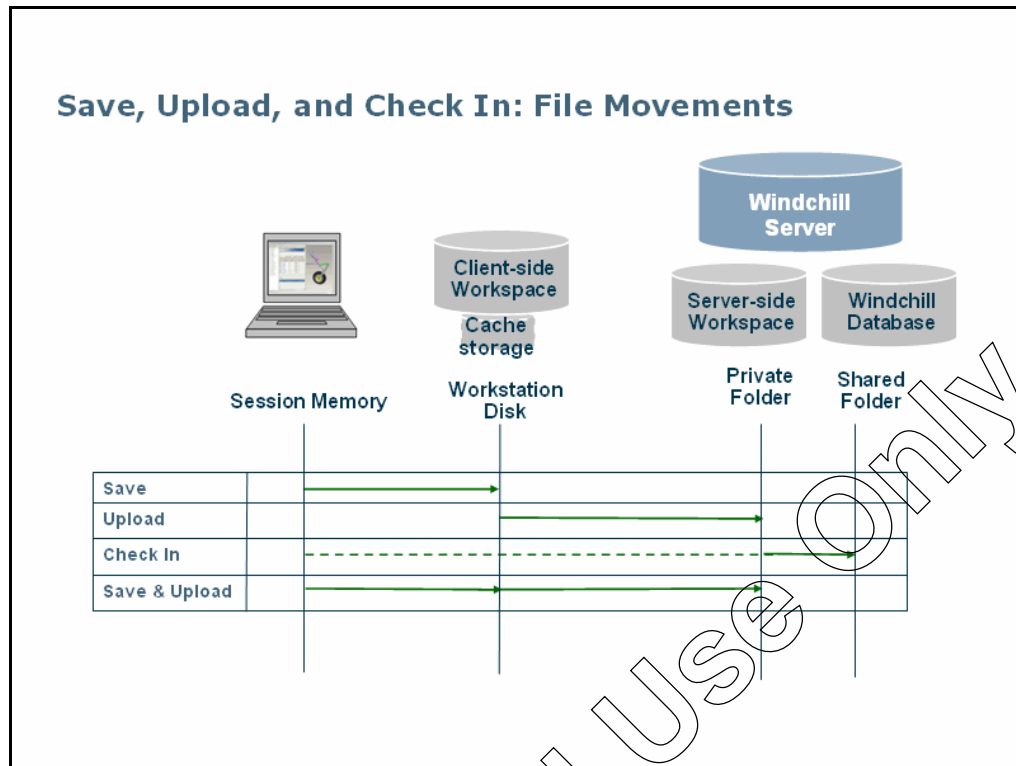 Save, Upload, and Check In: File Movements
Windchill
Server
Client-side
Workspace
Cache
storage
Server-side
Workspace
Windchill
Database
Session Memory
Workstation
Disk
Private
Folder
Shared
Folder
Save
Upload
Check In
Save & Upload
Use Only